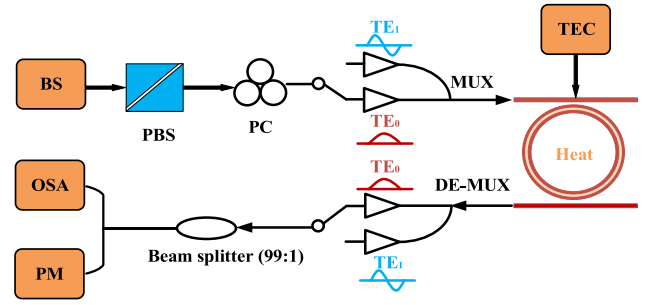 TE1
TEC
BS
MUX
PBS
PC
TE0
Heat
TE0
OSA
DE-MUX
PM
Beam splitter (99:1)
TE1